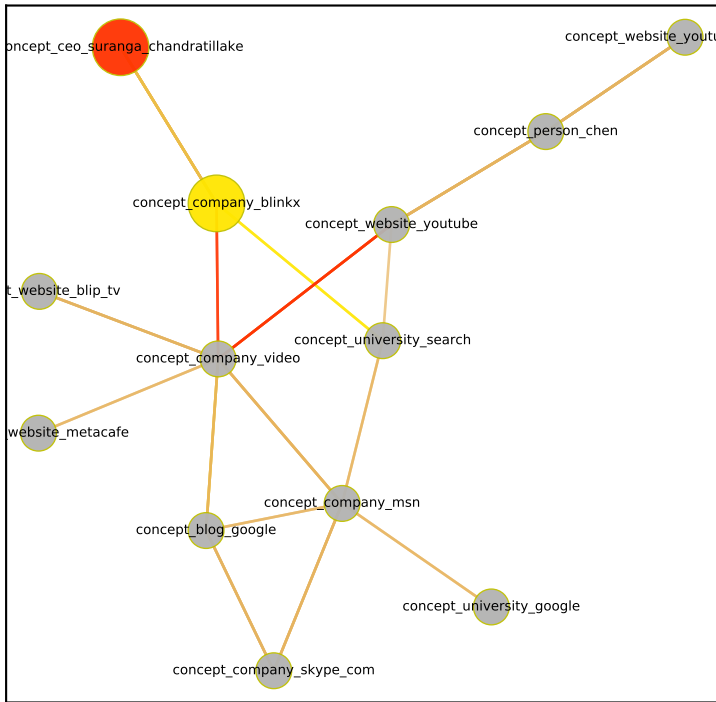 oncept_ceo_suranga_chandratillake
concept_website_youtu
concept_person_chen
concept_company_blinkx
concept_website_youtube
t_website_blip_tv
concept_university_search
concept_company_video
website_metacafe
concept_company_msn
concept_blog_google
concept_university_google
concept_company_skype_com